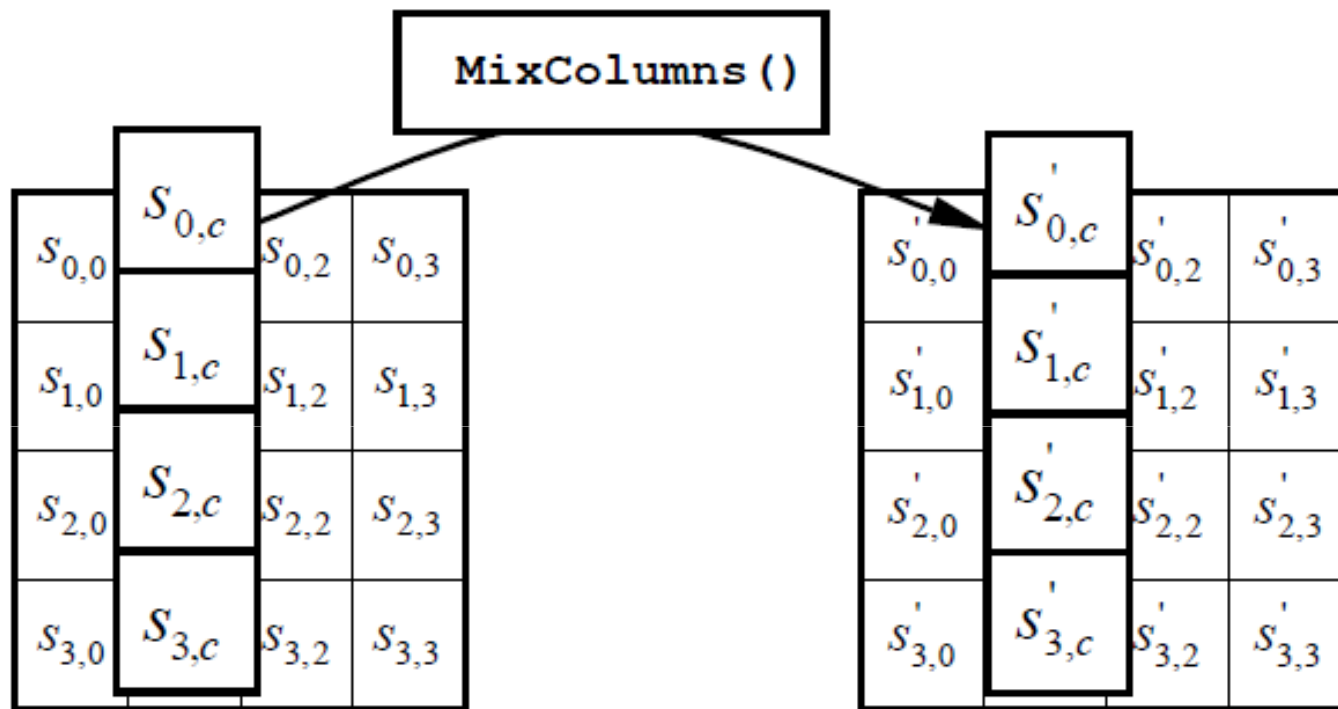 MixColumns()
S0,c S'0,c
S0,0 S0,2 S0,3 S'0,0 S'0,2 S'0,3
S1,c S'1,c
S1,0 S1,2 S1,3 S'1,0 S'1,2 S'1,3
S2,c S'2,c
S2,0 S2,2 S2,3 S'2,0 S'2,2 S'2,3
S3,c S'3,c
S3,0 S3,2 S3,3 S'3,0 S'3,2 S'3,3